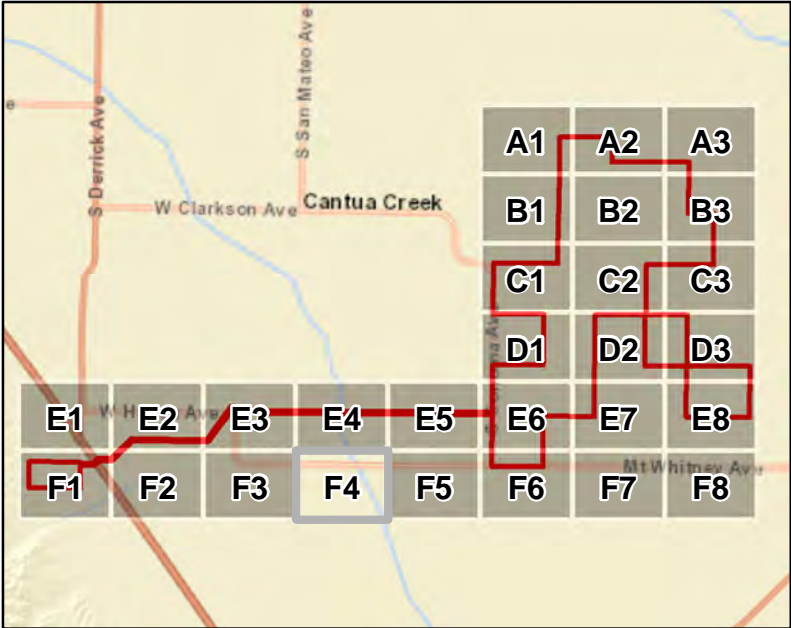 e
S Derrick Ave
S San Mateo Ave
W Clarkson Ave
Cantua Creek
A1 A2 A3
B1 B2 B3
C1 C2 C3
D1 D2 D3
E1 E2 E3 E4 E5 E6 E7 E8
W H Ave
F1 F2 F3 F4 F5 F6 F7 F8
Mt Whitney Ave